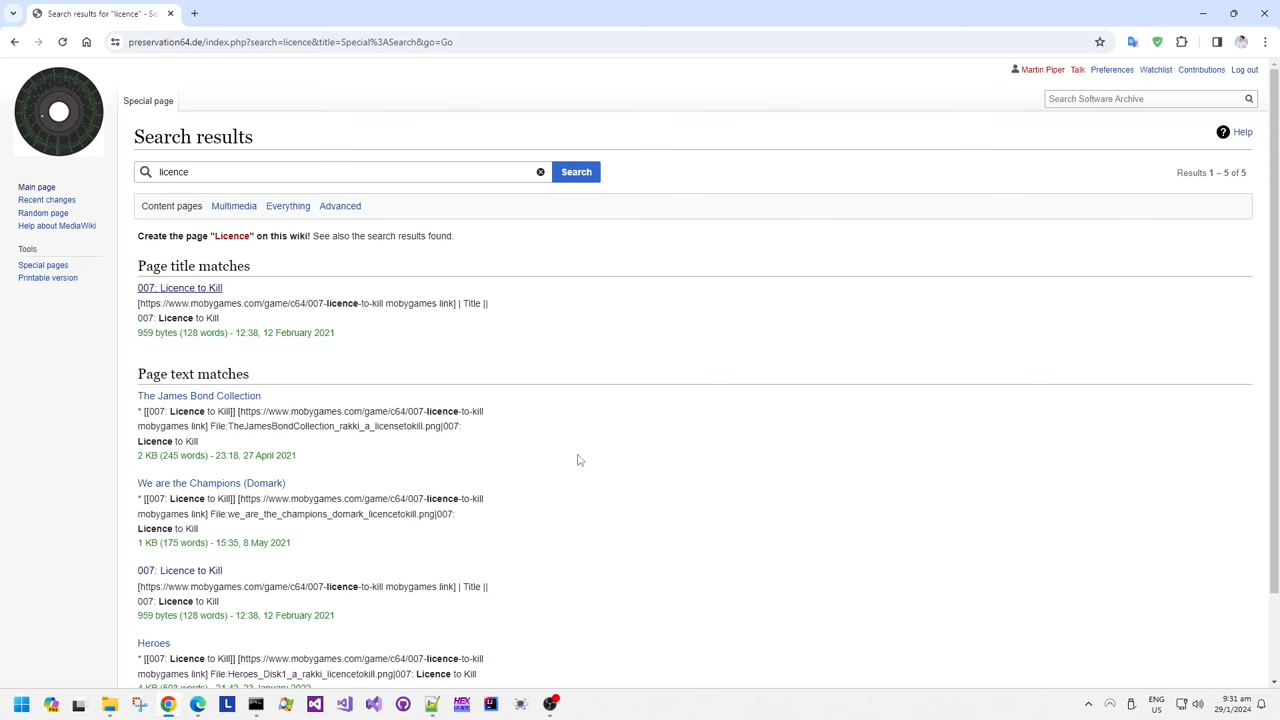 Search results for "licence" - So
preservation64.de/index.php?search=licence&title=Special%3ASearch&go=Go
Martin Piper Talk Preferences Watchlist Contributions Log out
Special page
Search Software Archive
Search results
Help
licence
Search
Results 1 – 5 of 5
Main page
Recent changes
Random page
Help about MediaWiki
Tools
Special pages
Printable version
Content pages Multimedia Everything Advanced
Create the page "Licence" on this wiki! See also the search results found.
Page title matches
007: Licence to Kill
[https://www.mobygames.com/game/c64/007-licence-to-kill mobygames link] | Title ||
007: Licence to Kill
959 bytes (128 words) - 12:38, 12 February 2021
Page text matches
The James Bond Collection
* [[007: Licence to Kill]] [https://www.mobygames.com/game/c64/007-licence-to-kill
mobygames link] File:TheJamesBondCollection_rakki_a_licensetokill.png|007:
Licence to Kill
2 KB (245 words) - 23:18, 27 April 2021
We are the Champions (Domark)
* [[007: Licence to Kill]] [https://www.mobygames.com/game/c64/007-licence-to-kill
mobygames link] File:we_are_the_champions_domark_licencetokill.png|007:
Licence to Kill
1 KB (175 words) - 15:35, 8 May 2021
007: Licence to Kill
[https://www.mobygames.com/game/c64/007-licence-to-kill mobygames link] | Title ||
007: Licence to Kill
959 bytes (128 words) - 12:38, 12 February 2021
Heroes
* [[007: Licence to Kill]] [https://www.mobygames.com/game/c64/007-licence-to-kill
mobygames link] File:Heroes_Disk1_a_rakki_licencetokill.png|007: Licence to Kill
4 KB (503 words) - 21:42, 23 January 2022
PRE
L
HEX
ENG
US
9:31 am
29/1/2024